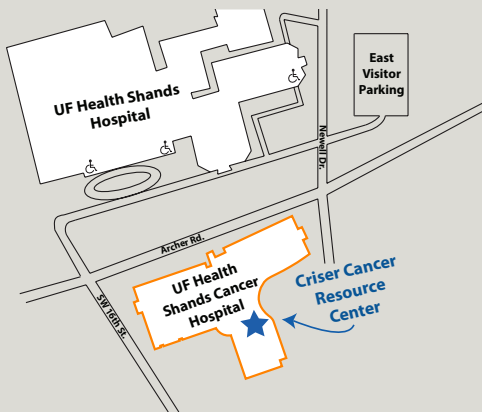 UF Health Shands
Hospital
East
Visitor
Parking
Newell Dr.
Archer Rd.
UF Health
Shands Cancer
Hospital
Criser Cancer
Resource
Center
SW 16th St.